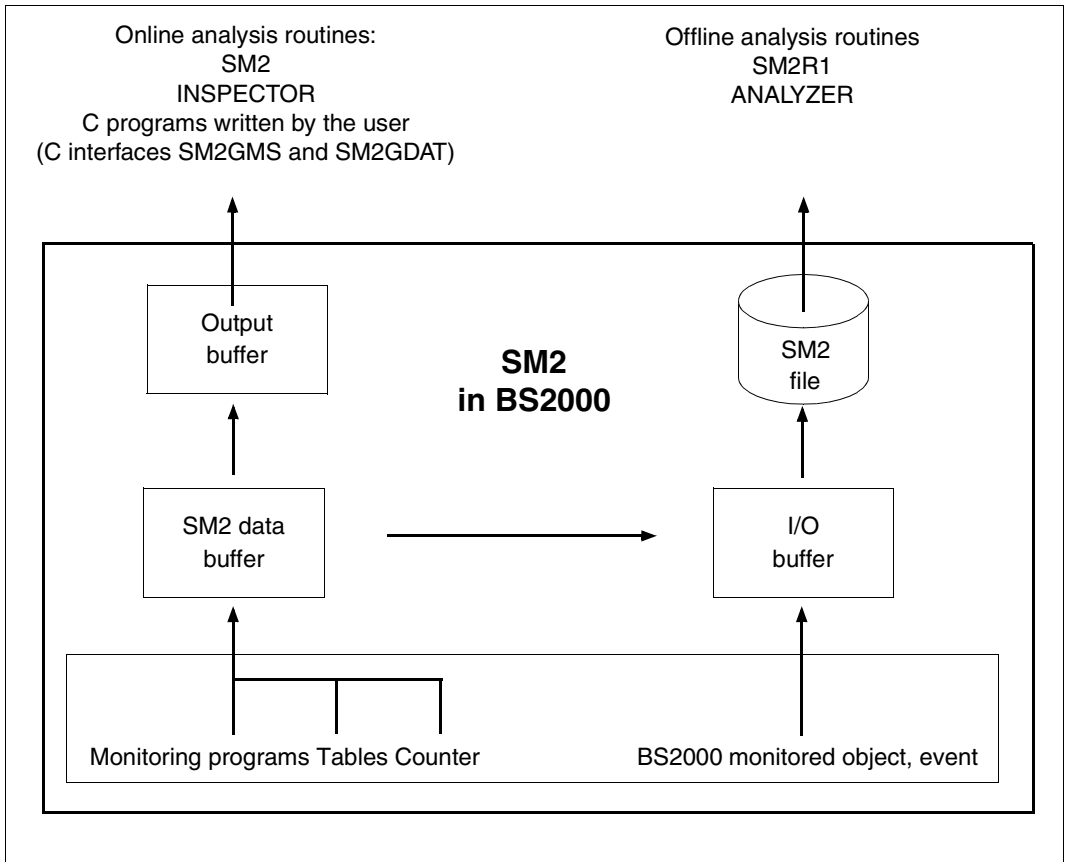 Online analysis routines:
SM2
INSPECTOR
C programs written by the user
(C interfaces SM2GMS and SM2GDAT)
Offline analysis routines
SM2R1
ANALYZER
Output
buffer
SM2
in BS2000
SM2
file
SM2 data
buffer
I/O
buffer
Monitoring programs Tables Counter
BS2000 monitored object, event